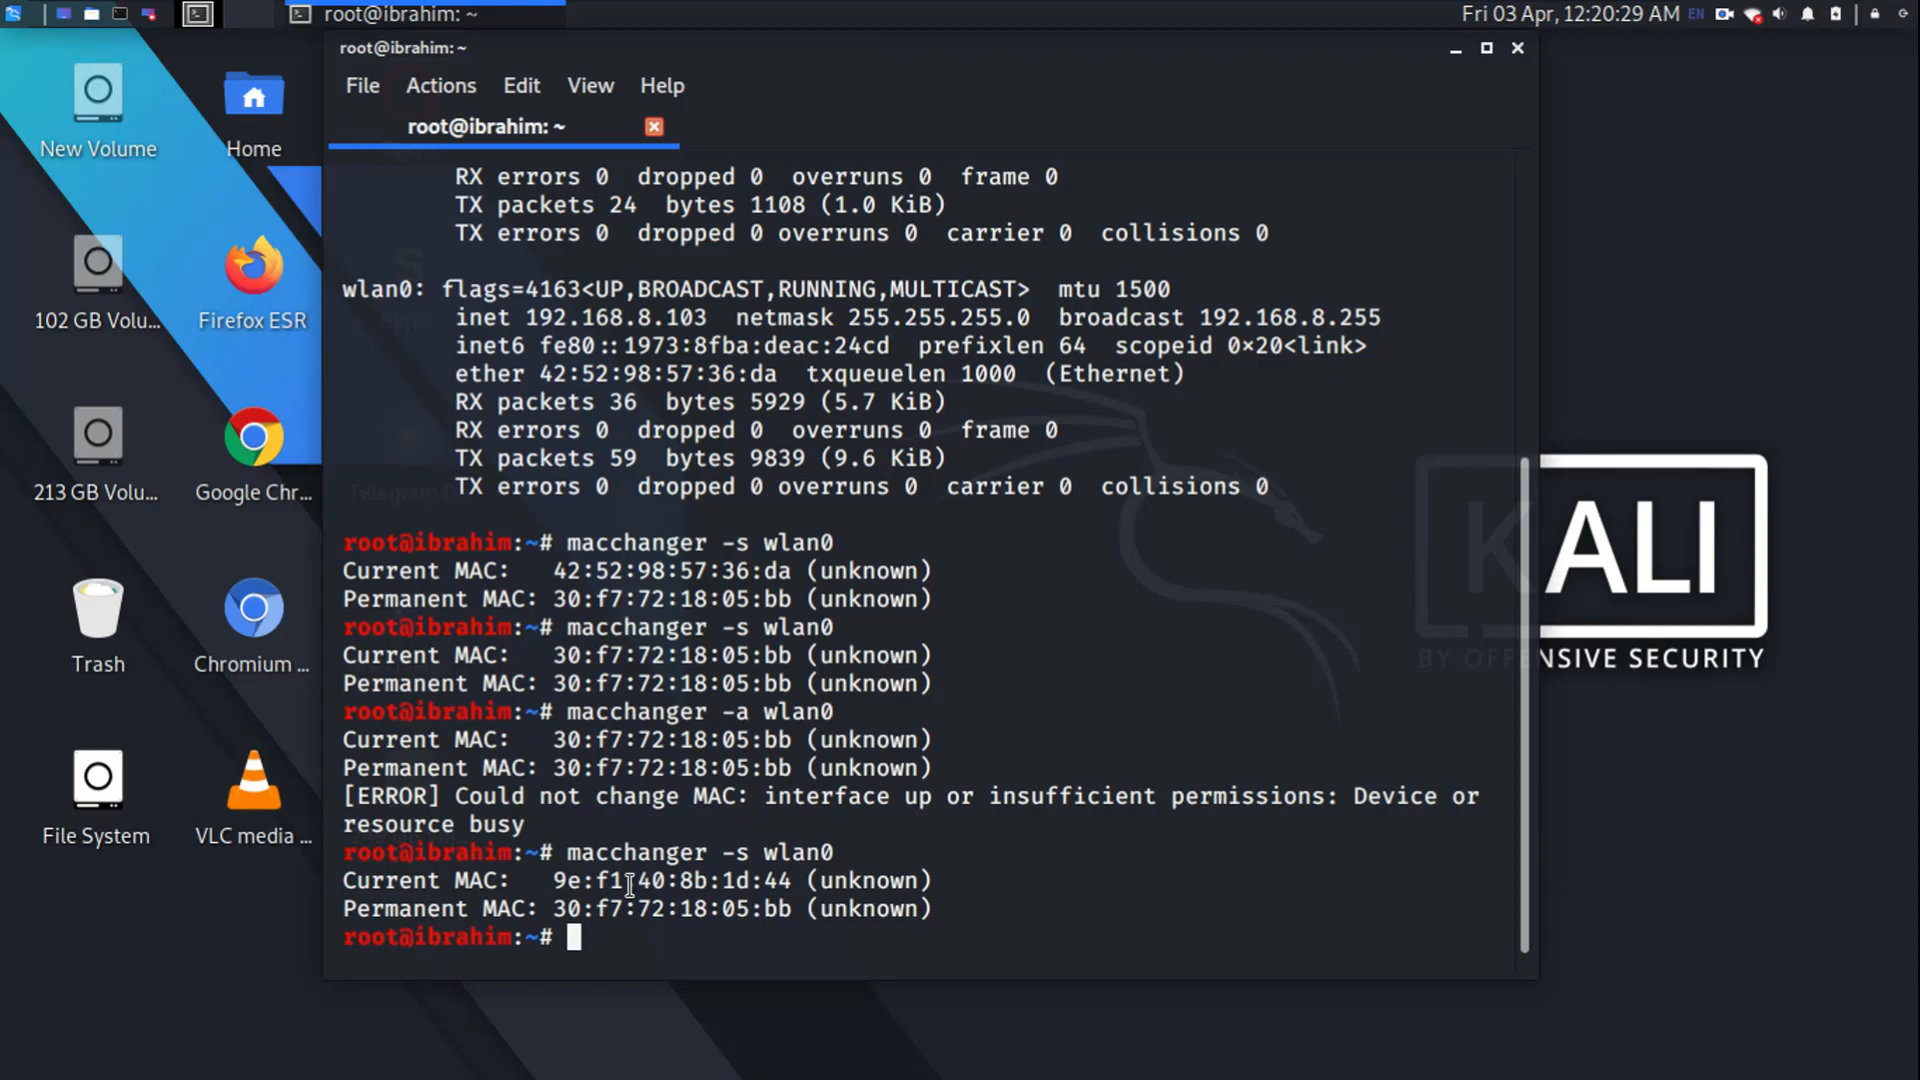 root@ibrahim: ~
Fri 03 Apr, 12:20:29 AM EN
root@ibrahim: ~
File Actions Edit View Help
root@ibrahim: ~
RX errors 0 dropped 0 overruns 0 frame 0
TX packets 24 bytes 1108 (1.0 KiB)
TX errors 0 dropped 0 overruns 0 carrier 0 collisions 0
wlan0: flags=4163<UP,BROADCAST,RUNNING,MULTICAST> mtu 1500
inet 192.168.8.103 netmask 255.255.255.0 broadcast 192.168.8.255
inet6 fe80::1973:8fba:deac:24cd prefixlen 64 scopeid 0×20<link>
ether 42:52:98:57:36:da txqueuelen 1000 (Ethernet)
RX packets 36 bytes 5929 (5.7 KiB)
RX errors 0 dropped 0 overruns 0 frame 0
TX packets 59 bytes 9839 (9.6 KiB)
TX errors 0 dropped 0 overruns 0 carrier 0 collisions 0
root@ibrahim:~# macchanger -s wlan0
Current MAC: 42:52:98:57:36:da (unknown)
Permanent MAC: 30:f7:72:18:05:bb (unknown)
root@ibrahim:~# macchanger -s wlan0
Current MAC: 30:f7:72:18:05:bb (unknown)
Permanent MAC: 30:f7:72:18:05:bb (unknown)
root@ibrahim:~# macchanger -a wlan0
Current MAC: 30:f7:72:18:05:bb (unknown)
Permanent MAC: 30:f7:72:18:05:bb (unknown)
[ERROR] Could not change MAC: interface up or insufficient permissions: Device or
resource busy
root@ibrahim:~# macchanger -s wlan0
Current MAC: 9e:f1:40:8b:1d:44 (unknown)
Permanent MAC: 30:f7:72:18:05:bb (unknown)
root@ibrahim:~#
New Volume
Home
102 GB Volu...
Firefox ESR
213 GB Volu...
Google Chr...
Trash
Chromium ...
File System
VLC media ...
KALI
BY OFFENSIVE SECURITY